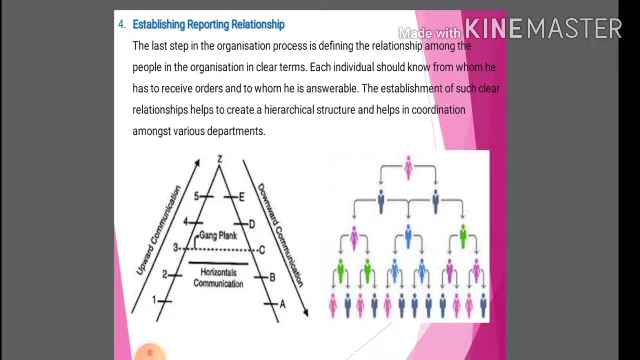 Made with KINEMASTER
4. Establishing Reporting Relationship
The last step in the organisation process is defining the relationship among the
people in the organisation in clear terms. Each individual should know from whom he
has to receive orders and to whom he is answerable. The establishment of such clear
relationships helps to create a hierarchical structure and helps in coordination
amongst various departments.
Z
5 E
4 D
Gang Plank
3 C
Horizontals
Communication
2 B
1 A
Upward Communication
Downward Communication